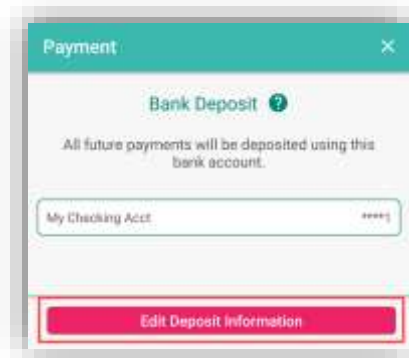 Payment
Bank Deposit ?
All future payments will be deposited using this
bank account.
My Checking Acct ****1
Edit Deposit Information